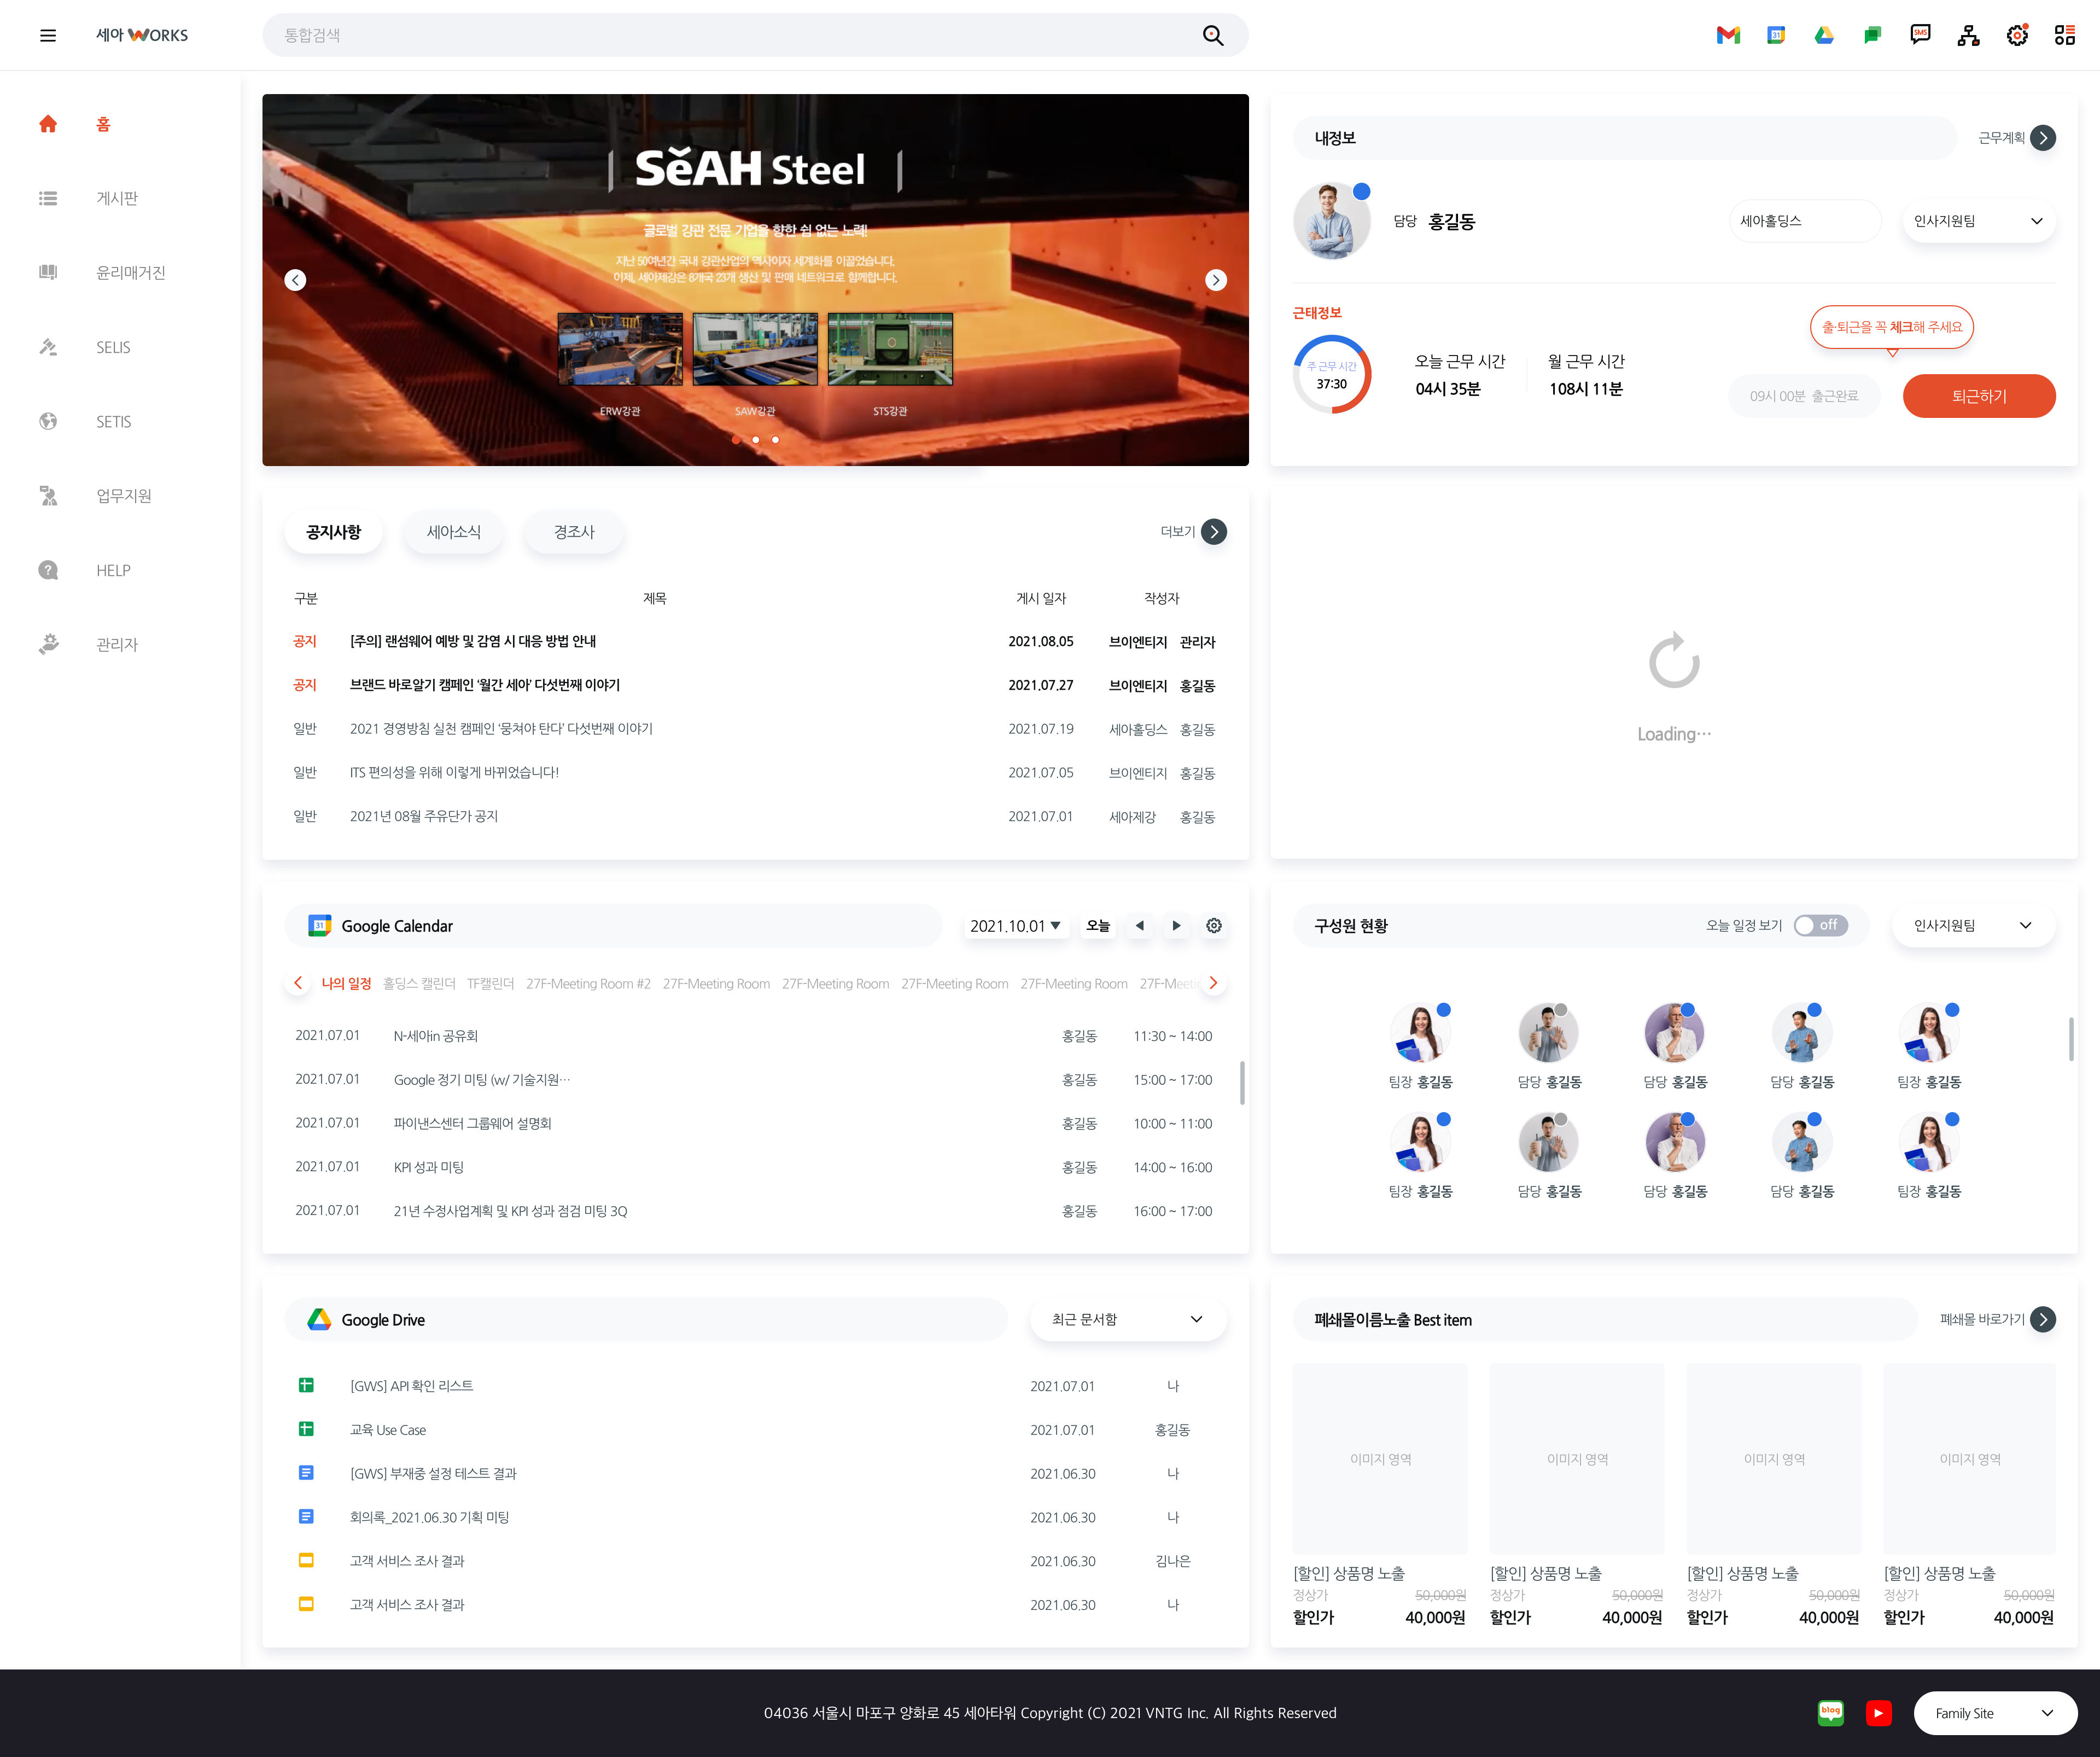 세아 WORKS
통합검색
31
SMS
홈
게시판
윤리매거진
SELIS
SETIS
업무지원
HELP
관리자
SěAH Steel
글로벌 강관 전문 기업을 향한 쉼 없는 노력!
지난 50여년간 국내 강관산업의 역사이자 세계화를 이끌었습니다.
이제, 세아제강은 8개국 23개 생산 및 판매 네트워크로 함께합니다.
ERW강관 SAW강관 STS강관
내정보
근무계획
담당 홍길동
세아홀딩스
인사지원팀
근태정보
주 근무 시간
37:30
오늘 근무 시간
04시 35분
월 근무 시간
108시 11분
출·퇴근을 꼭 체크해 주세요
09시 00분 출근완료
퇴근하기
공지사항 세아소식 경조사
더보기
구분 제목 게시 일자 작성자
공지 [주의] 랜섬웨어 예방 및 감염 시 대응 방법 안내 2021.08.05 브이엔티지 관리자
공지 브랜드 바로알기 캠페인 ‘월간 세아’ 다섯번째 이야기 2021.07.27 브이엔티지 홍길동
일반 2021 경영방침 실천 캠페인 ‘뭉쳐야 탄다’ 다섯번째 이야기 2021.07.19 세아홀딩스 홍길동
일반 ITS 편의성을 위해 이렇게 바뀌었습니다! 2021.07.05 브이엔티지 홍길동
일반 2021년 08월 주유단가 공지 2021.07.01 세아제강 홍길동
Loading···
31 Google Calendar
2021.10.01
오늘
나의 일정 홀딩스 캘린더 TF캘린더 27F-Meeting Room #2 27F-Meeting Room 27F-Meeting Room 27F-Meeting Room 27F-Meeting Room 27F-Meeti
2021.07.01 N-세아in 공유회 홍길동 11:30 ~ 14:00
2021.07.01 Google 정기 미팅 (w/ 기술지원··· 홍길동 15:00 ~ 17:00
2021.07.01 파이낸스센터 그룹웨어 설명회 홍길동 10:00 ~ 11:00
2021.07.01 KPI 성과 미팅 홍길동 14:00 ~ 16:00
2021.07.01 21년 수정사업계획 및 KPI 성과 점검 미팅 3Q 홍길동 16:00 ~ 17:00
구성원 현황
오늘 일정 보기 off
인사지원팀
팀장 홍길동 담당 홍길동 담당 홍길동 담당 홍길동 팀장 홍길동
팀장 홍길동 담당 홍길동 담당 홍길동 담당 홍길동 팀장 홍길동
Google Drive
최근 문서함
[GWS] API 확인 리스트 2021.07.01 나
교육 Use Case 2021.07.01 홍길동
[GWS] 부재중 설정 테스트 결과 2021.06.30 나
회의록_2021.06.30 기획 미팅 2021.06.30 나
고객 서비스 조사 결과 2021.06.30 김나은
고객 서비스 조사 결과 2021.06.30 나
폐쇄몰이름노출 Best item
폐쇄몰 바로가기
이미지 영역 이미지 영역 이미지 영역 이미지 영역
[할인] 상품명 노출 [할인] 상품명 노출 [할인] 상품명 노출 [할인] 상품명 노출
정상가 50,000원 정상가 50,000원 정상가 50,000원 정상가 50,000원
할인가 40,000원 할인가 40,000원 할인가 40,000원 할인가 40,000원
04036 서울시 마포구 양화로 45 세아타워 Copyright (C) 2021 VNTG Inc. All Rights Reserved
blog
Family Site